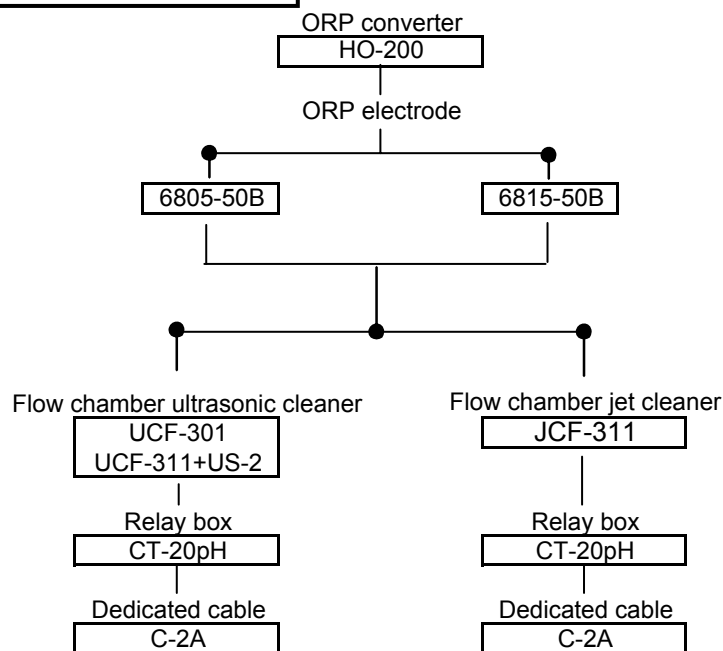 ORP converter
HO-200
ORP electrode
6805-50B
6815-50B
Flow chamber ultrasonic cleaner
UCF-301
UCF-311+US-2
Relay box
CT-20pH
Dedicated cable
C-2A
Flow chamber jet cleaner
JCF-311
Relay box
CT-20pH
Dedicated cable
C-2A